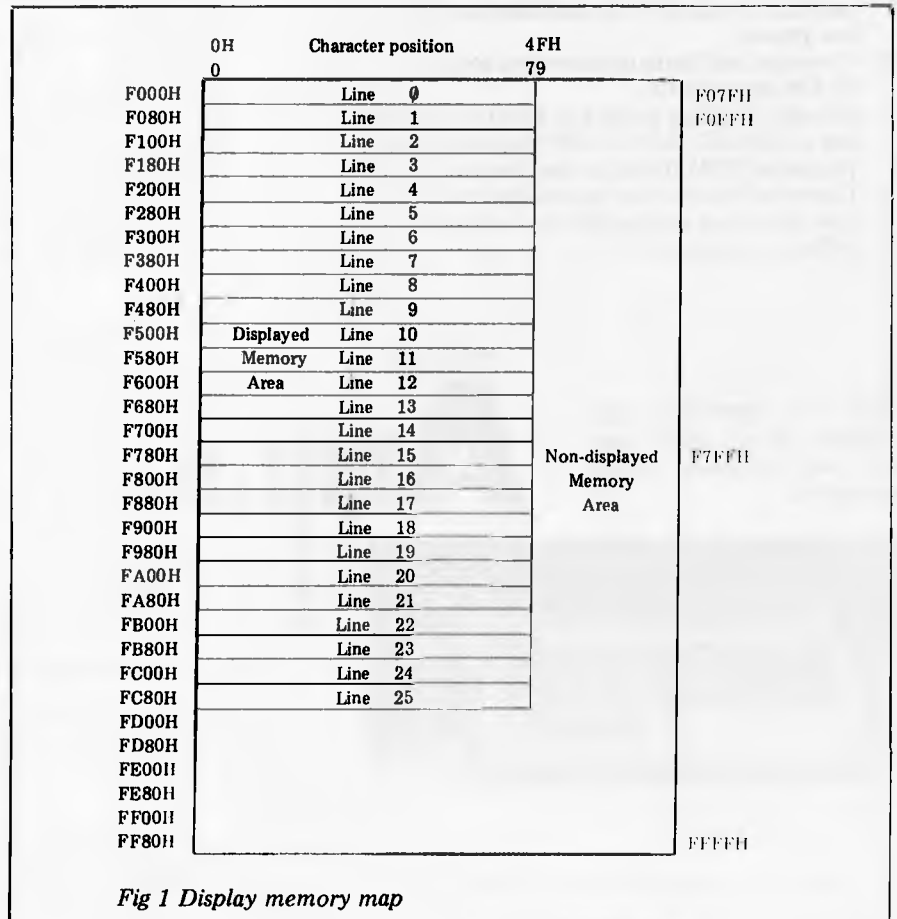 0H Character position 4FH
0 79
F000H Line 0 F07FH
F080H Line 1 F0FFH
F100H Line 2
F180H Line 3
F200H Line 4
F280H Line 5
F300H Line 6
F380H Line 7
F400H Line 8
F480H Line 9
F500H Displayed Line 10
F580H Memory Line 11
F600H Area Line 12
F680H Line 13
F700H Line 14
F780H Line 15 Non-displayed F7FFH
F800H Line 16 Memory
F880H Line 17 Area
F900H Line 18
F980H Line 19
FA00H Line 20
FA80H Line 21
FB00H Line 22
FB80H Line 23
FC00H Line 24
FC80H Line 25
FD00H
FD80H
FE00H
FE80H
FF00H
FF80H FFFFH
Fig 1 Display memory map